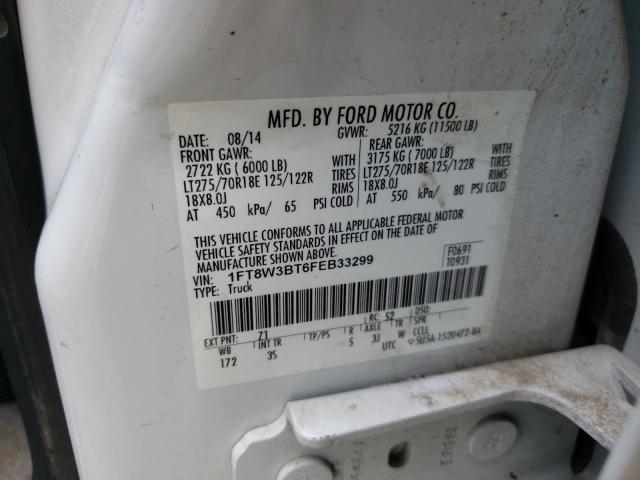 MFD. BY FORD MOTOR CO.
DATE: 08/14 GVWR: 5216 KG (11500 LB)
FRONT GAWR: REAR GAWR:
2722 KG ( 6000 LB) WITH 3175 KG ( 7000 LB) WITH
LT275/70R18E 125/122R TIRES LT275/70R18E 125/122R TIRES
18X8.0J RIMS 18X8.0J RIMS
AT 450 kPa/ 65 PSI COLD AT 550 kPa/ 80 PSI COLD
THIS VEHICLE CONFORMS TO ALL APPLICABLE FEDERAL MOTOR
VEHICLE SAFETY STANDARDS IN EFFECT ON THE DATE OF
MANUFACTURE SHOWN ABOVE.
VIN: 1FT8W3BT6FEB33299 F0691
TYPE: Truck T0931
EXT PNT: Z1 RC: 52 DSO:
WB INT TR TP/PS R AXLE TR SPR
172 3S 5 3J W CCLL
UTC 5U5A-1520472-BA